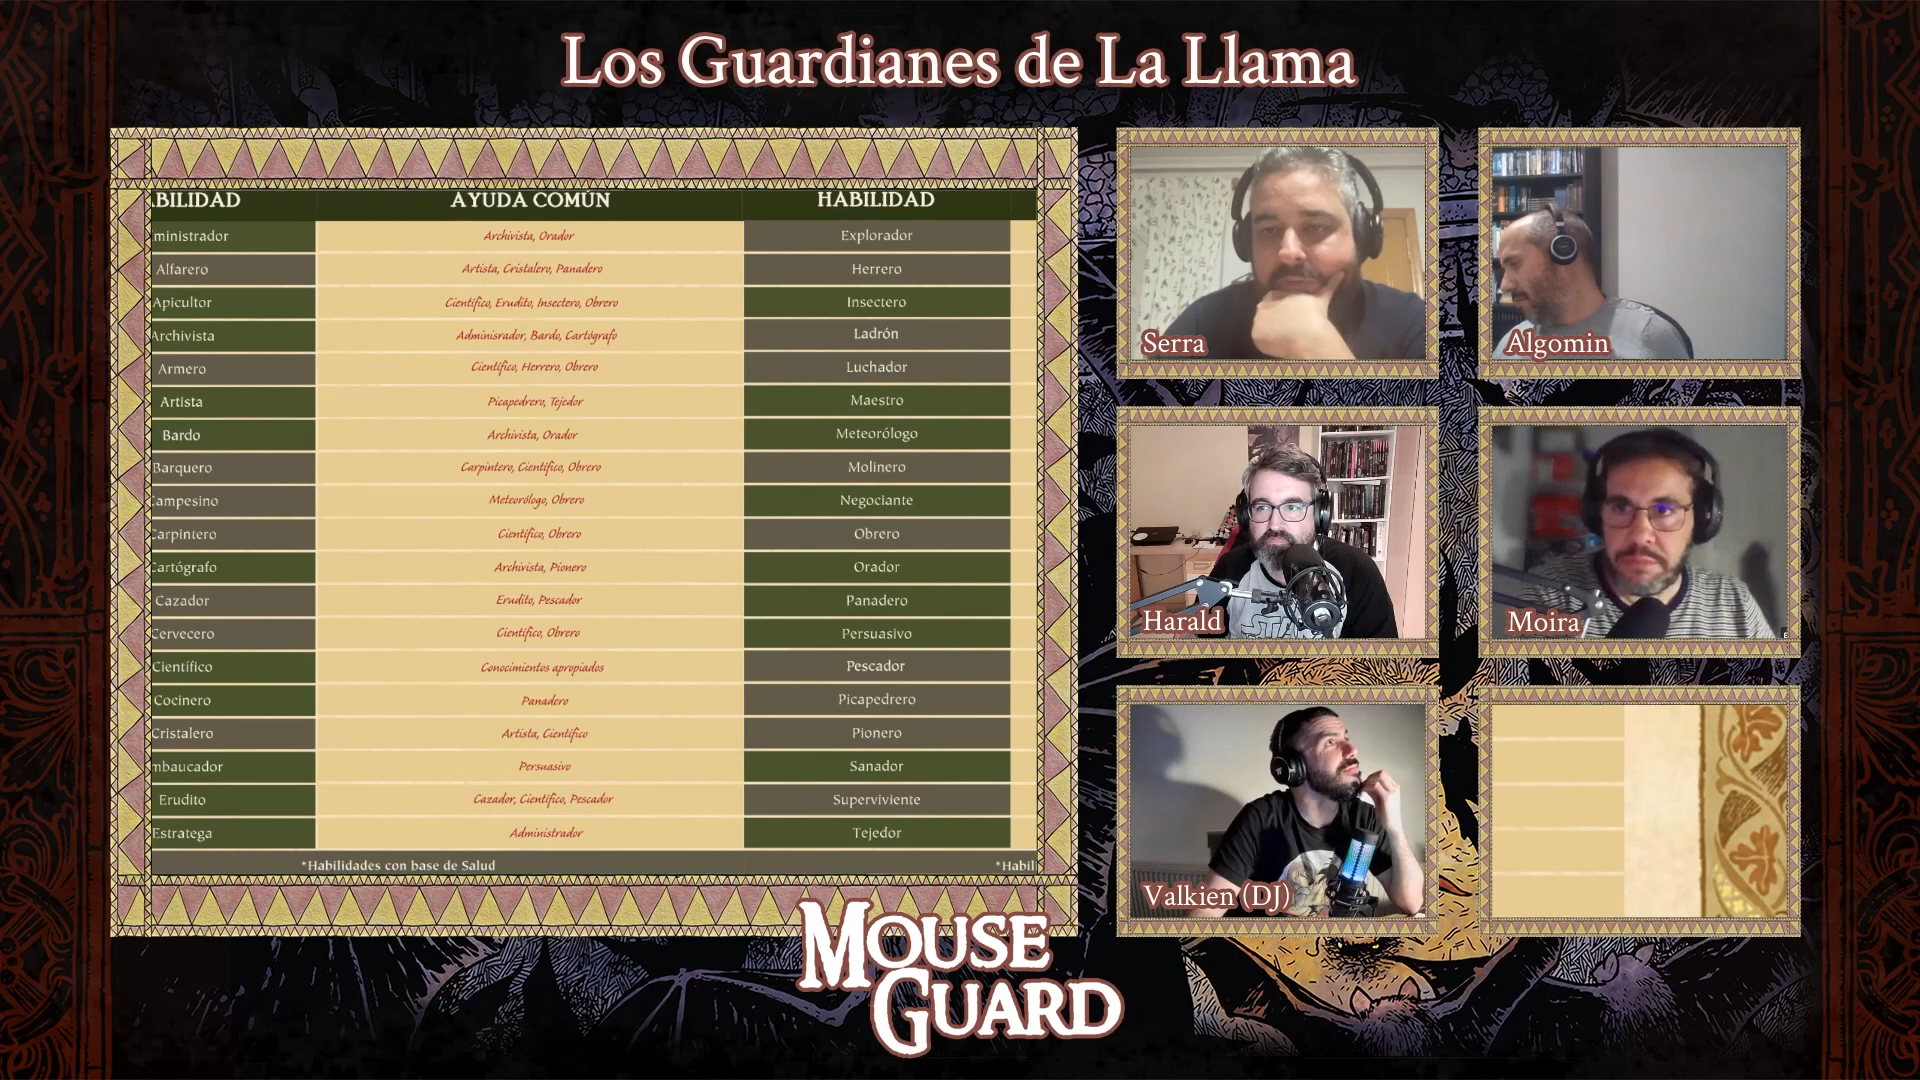 Los Guardianes de La Llama
.BILIDAD AYUDA COMÚN HABILIDAD
ministrador Archivista, Orador Explorador
Alfarero Artista, Cristalero, Panadero Herrero
Apicultor Científico, Erudito, Insectero, Obrero Insectero
Archivista Adminisrador, Bardo, Cartógrafo Ladrón
Armero Científico, Herrero, Obrero Luchador
Artista Picapedrero, Tejedor Maestro
Bardo Archivista, Orador Meteorólogo
Barquero Carpintero, Científico, Obrero Molinero
Campesino Meteorólogo, Obrero Negociante
Carpintero Científico, Obrero Obrero
Cartógrafo Archivista, Pionero Orador
Cazador Erudito, Pescador Panadero
Cervecero Científico, Obrero Persuasivo
Científico Conocimientos apropiados Pescador
Cocinero Panadero Picapedrero
Cristalero Artista, Científico Pionero
mbaucador Persuasivo Sanador
Erudito Cazador, Científico, Pescador Superviviente
Estratega Administrador Tejedor
*Habilidades con base de Salud *Habil
Serra
Algomin
Harald
Moira
Valkien (DJ)
MOUSE
GUARD